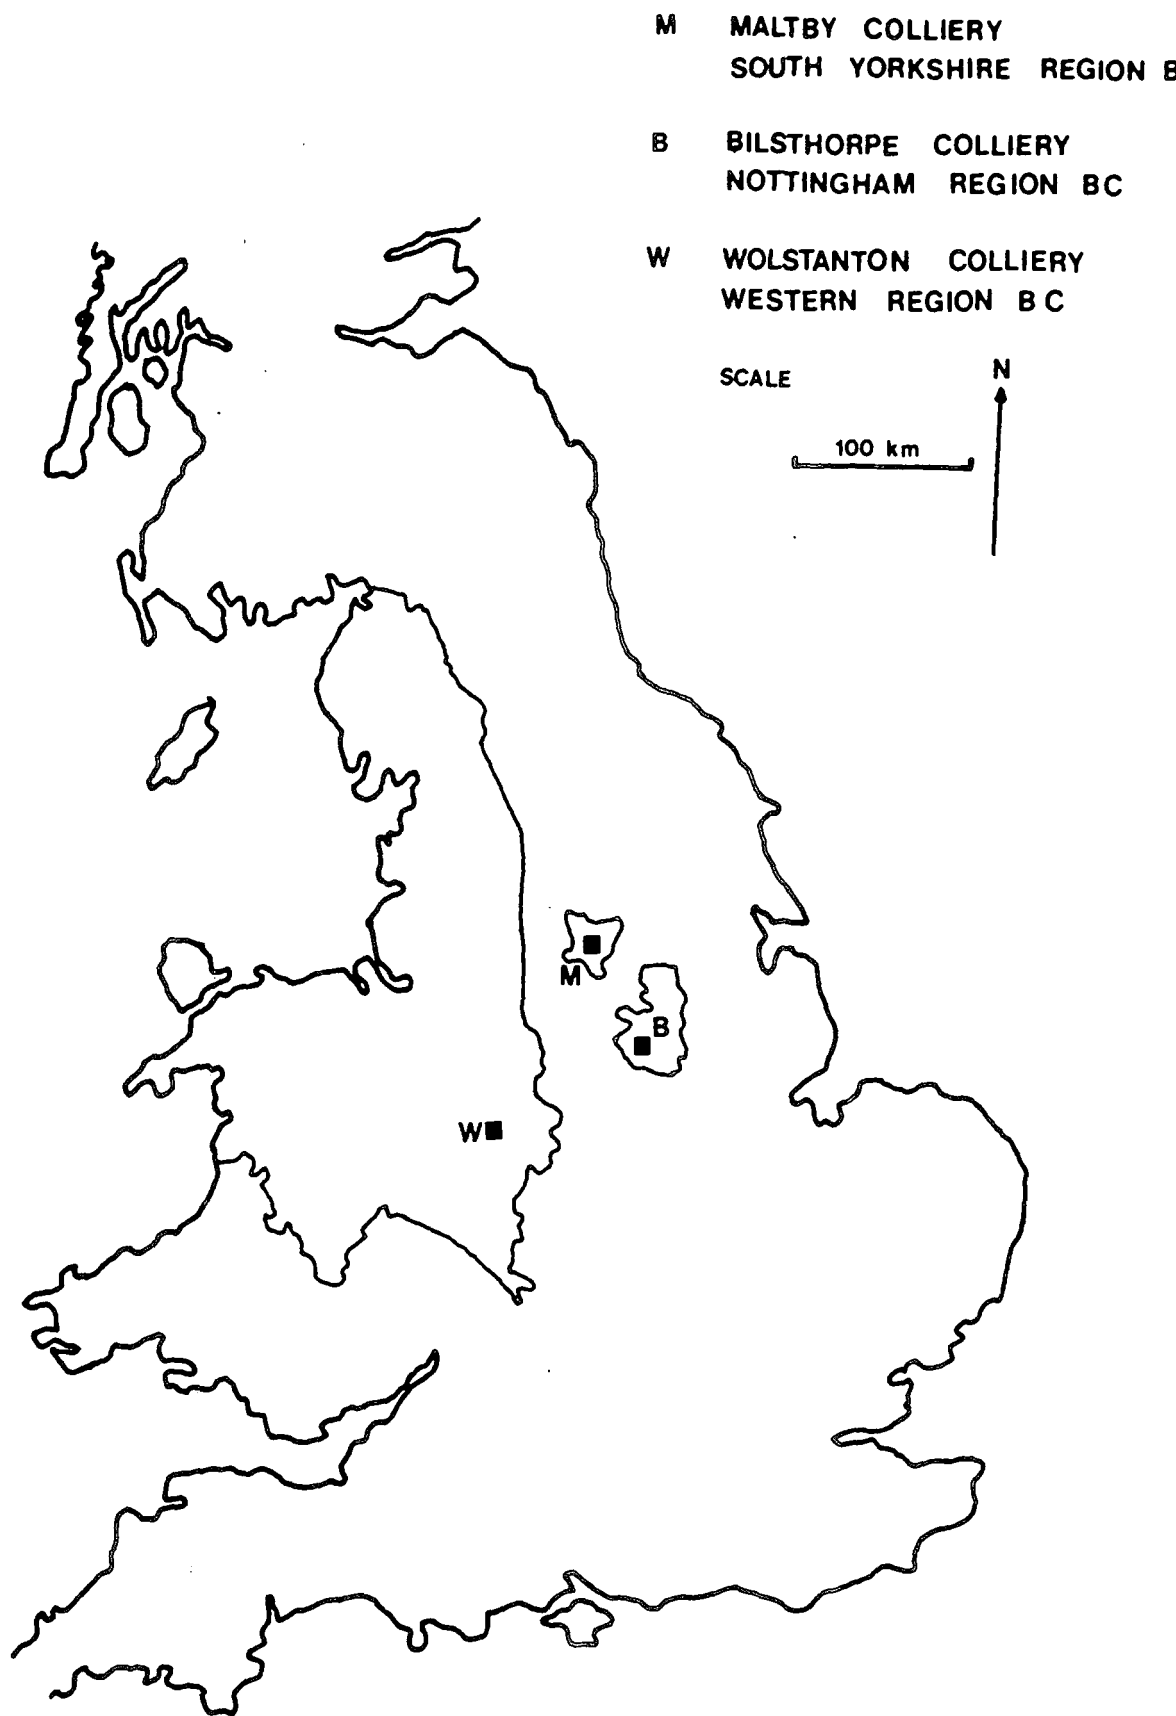 M MALTBY COLLIERY
SOUTH YORKSHIRE REGION B
B BILSTHORPE COLLIERY
NOTTINGHAM REGION BC
W WOLSTANTON COLLIERY
WESTERN REGION BC
SCALE
N
100 km
M
B
W